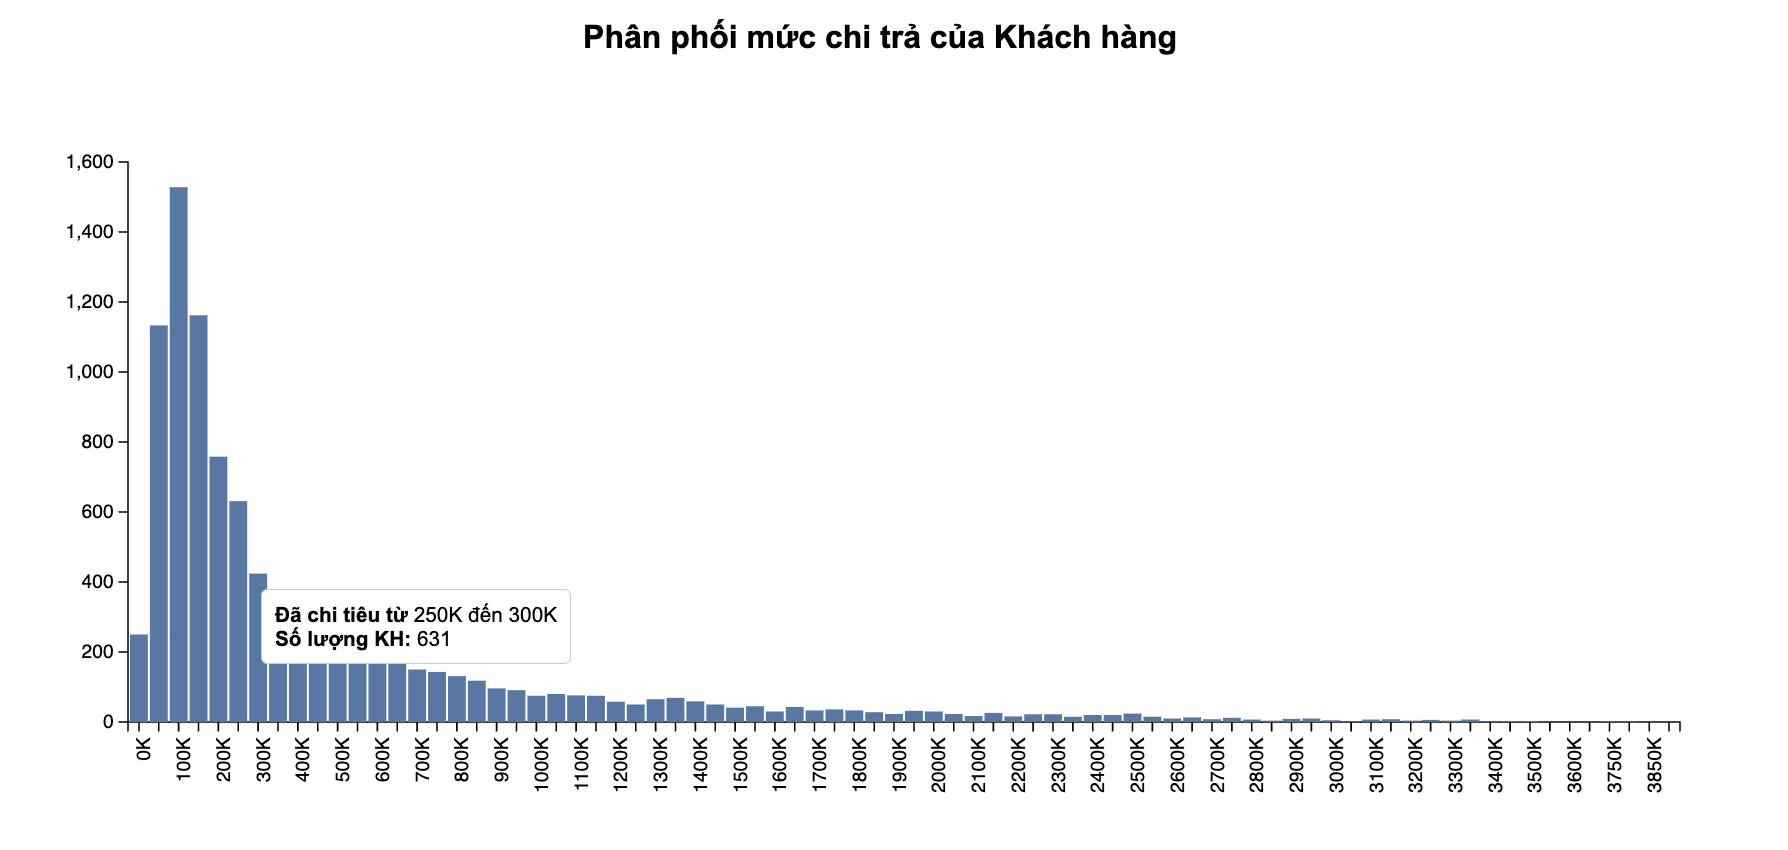 Phân phối mức chi trả của Khách hàng
1,600
1,400
1,200
1,000
800
600
400
200
0
Đã chi tiêu từ 250K đến 300K
Số lượng KH: 631
0K
100K
200K
300K
400K
500K
600K
700K
800K
900K
1000K
1100K
1200K
1300K
1400K
1500K
1600K
1700K
1800K
1900K
2000K
2100K
2200K
2300K
2400K
2500K
2600K
2700K
2800K
2900K
3000K
3100K
3200K
3300K
3400K
3500K
3600K
3750K
3850K